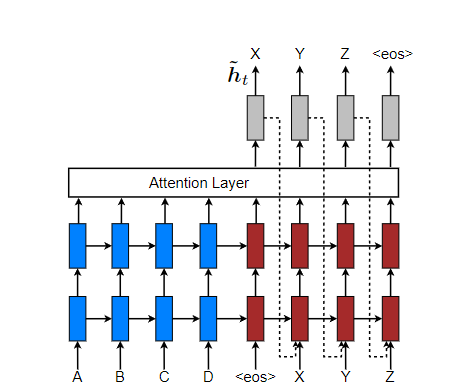 X Y Z <eos>
h̃t
Attention Layer
A B C D <eos> X Y Z